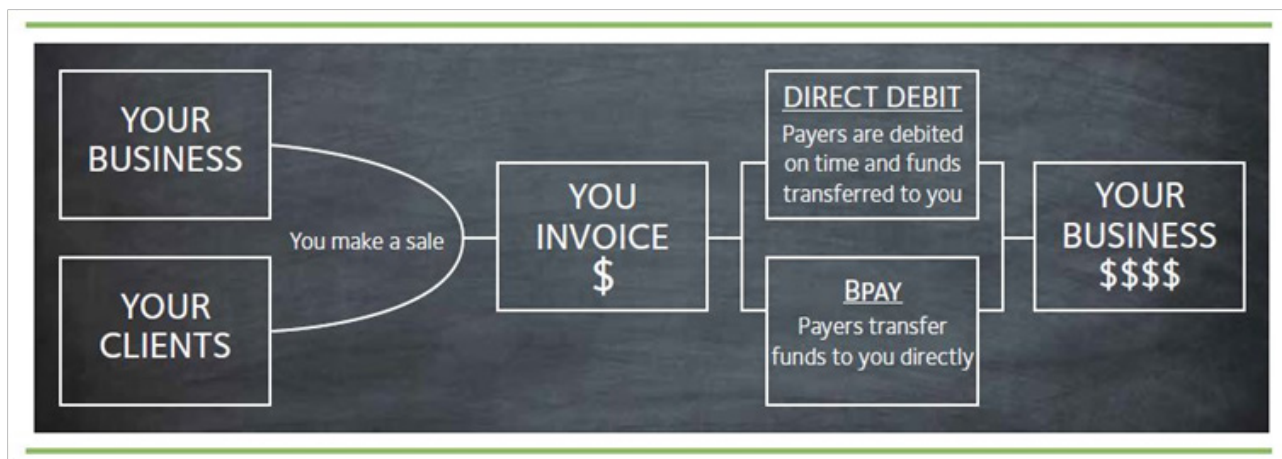 YOUR
BUSINESS
YOUR
CLIENTS
You make a sale
YOU
INVOICE
$
DIRECT DEBIT
Payers are debited
on time and funds
transferred to you
BPAY
Payers transfer
funds to you directly
YOUR
BUSINESS
$$$$